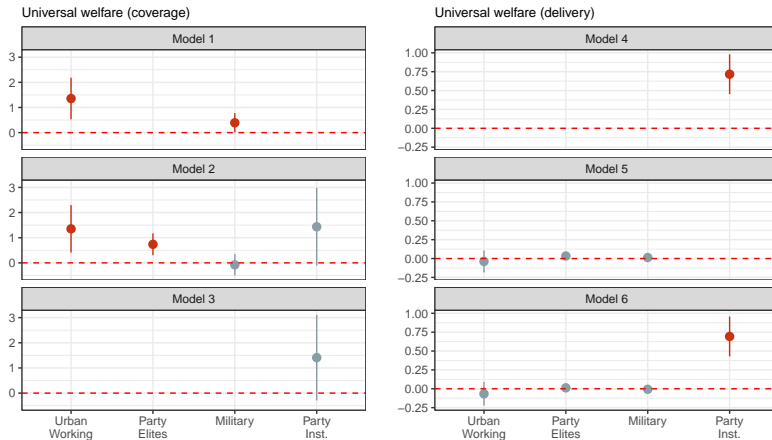 Universal welfare (coverage)
Model 1
3
2
1
0
Model 2
3
2
1
0
Model 3
3
2
1
0
Urban
Working
Party
Elites
Military
Party
Inst.
Universal welfare (delivery)
Model 4
1.00
0.75
0.50
0.25
0.00
−0.25
Model 5
1.00
0.75
0.50
0.25
0.00
−0.25
Model 6
1.00
0.75
0.50
0.25
0.00
−0.25
Urban
Working
Party
Elites
Military
Party
Inst.